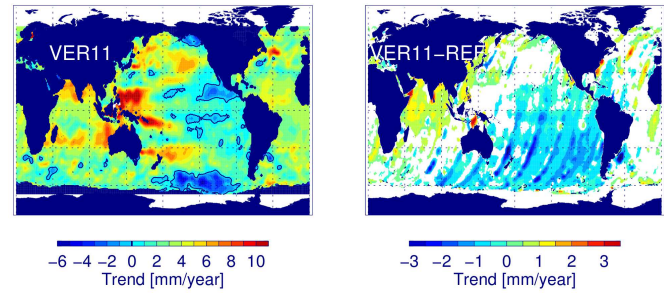 VER11
VER11-REF
-6 -4 -2 0 2 4 6 8 10
Trend [mm/year]
-3 -2 -1 0 1 2 3
Trend [mm/year]